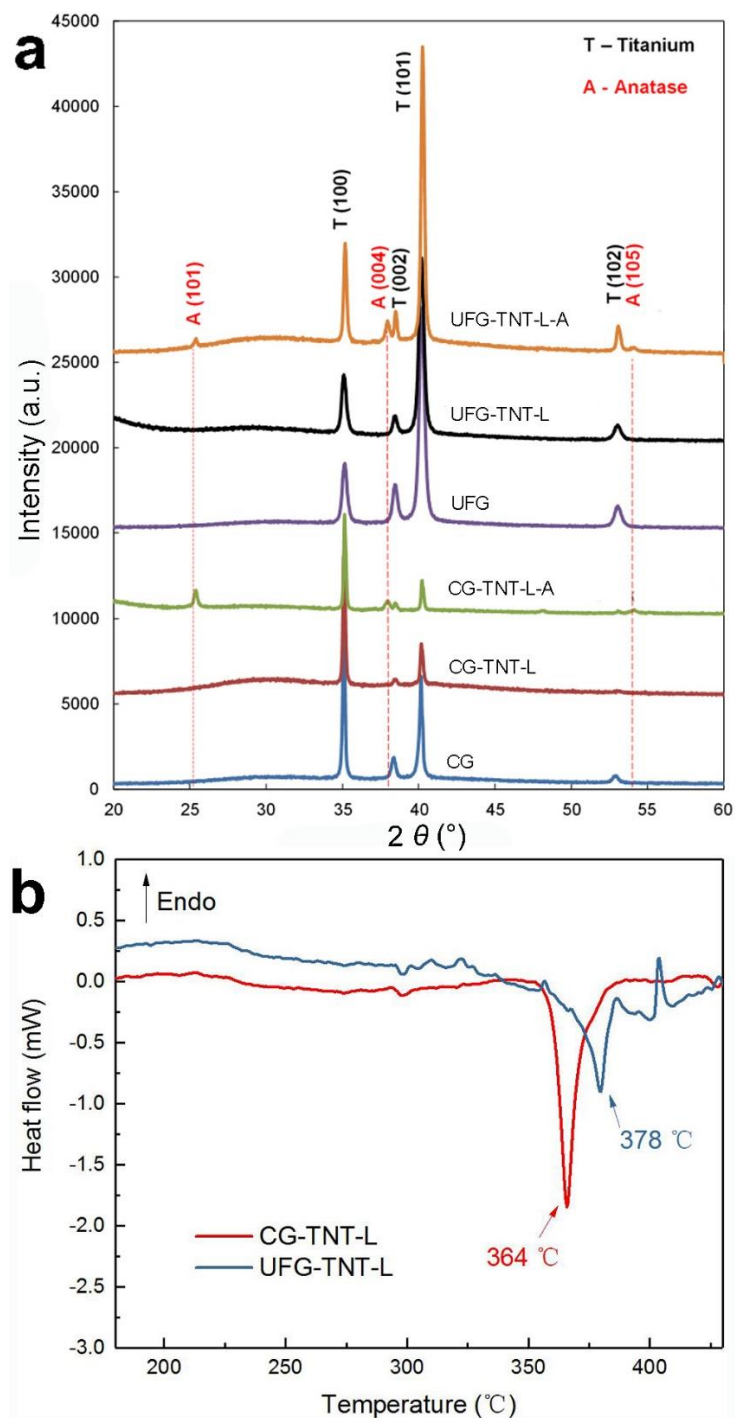 a
T – Titanium
A - Anatase
T (101)
T (100)
A (004)
T (002)
T (102)
A (105)
A (101)
UFG-TNT-L-A
UFG-TNT-L
UFG
CG-TNT-L-A
CG-TNT-L
CG
Intensity (a.u.)
45000
40000
35000
30000
25000
20000
15000
10000
5000
0
20 25 30 35 40 45 50 55 60
2 θ (°)
b
Endo
Heat flow (mW)
1.0
0.5
0.0
-0.5
-1.0
-1.5
-2.0
-2.5
-3.0
378 ℃
364 ℃
CG-TNT-L
UFG-TNT-L
200 250 300 350 400
Temperature (℃)